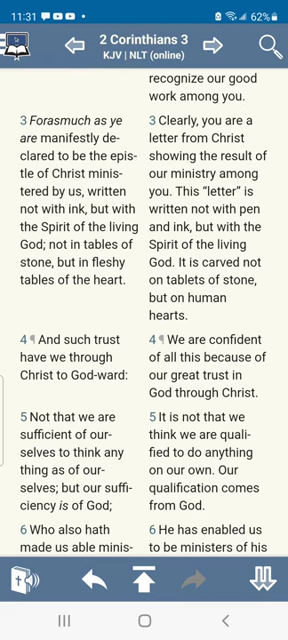 11:31
62%
2 Corinthians 3
KJV | NLT (online)
3 Forasmuch as ye
are manifestly de-
clared to be the epis-
tle of Christ minis-
tered by us, written
not with ink, but with
the Spirit of the living
God; not in tables of
stone, but in fleshy
tables of the heart.
4 ¶ And such trust
have we through
Christ to God-ward:
5 Not that we are
sufficient of our-
selves to think any
thing as of our-
selves; but our suffi-
ciency is of God;
6 Who also hath
made us able minis-
recognize our good
work among you.
3 Clearly, you are a
letter from Christ
showing the result of
our ministry among
you. This “letter” is
written not with pen
and ink, but with the
Spirit of the living
God. It is carved not
on tablets of stone,
but on human
hearts.
4 ¶ We are confident
of all this because of
our great trust in
God through Christ.
5 It is not that we
think we are quali-
fied to do anything
on our own. Our
qualification comes
from God.
6 He has enabled us
to be ministers of his